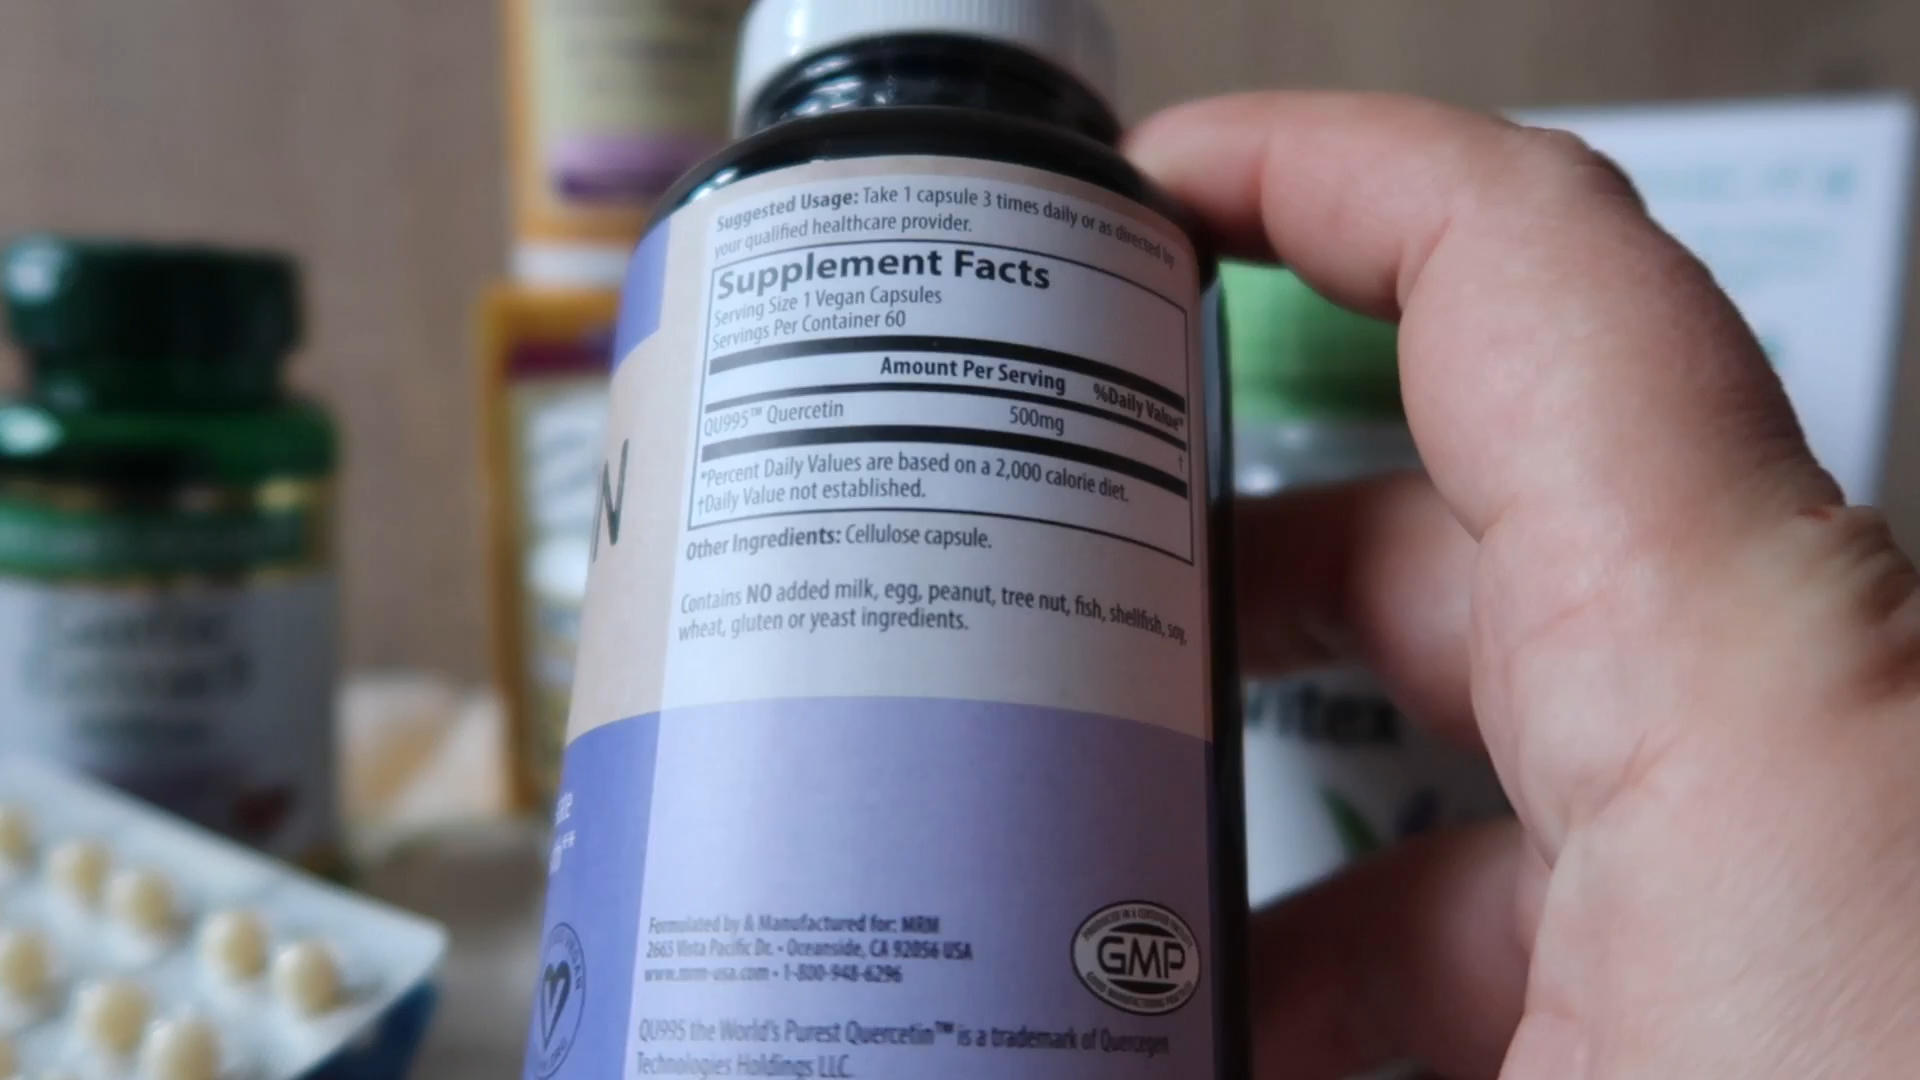 Suggested Usage: Take 1 capsule 3 times daily or as directed by
your qualified healthcare provider.
Supplement Facts
Serving Size 1 Vegan Capsules
Servings Per Container 60
Amount Per Serving %Daily Value*
QU995™ Quercetin 500mg †
*Percent Daily Values are based on a 2,000 calorie diet.
†Daily Value not established.
Other Ingredients: Cellulose capsule.
Contains NO added milk, egg, peanut, tree nut, fish, shellfish, soy,
wheat, gluten or yeast ingredients.
N
Formulated by & Manufactured for: MRM
2665 Vista Pacific Dr. • Oceanside, CA 92056 USA
www.mrm-usa.com • 1-800-948-6296
GMP
QU995 the World's Purest Quercetin™ is a trademark of Quercegen
Technologies Holdings LLC.
vitex